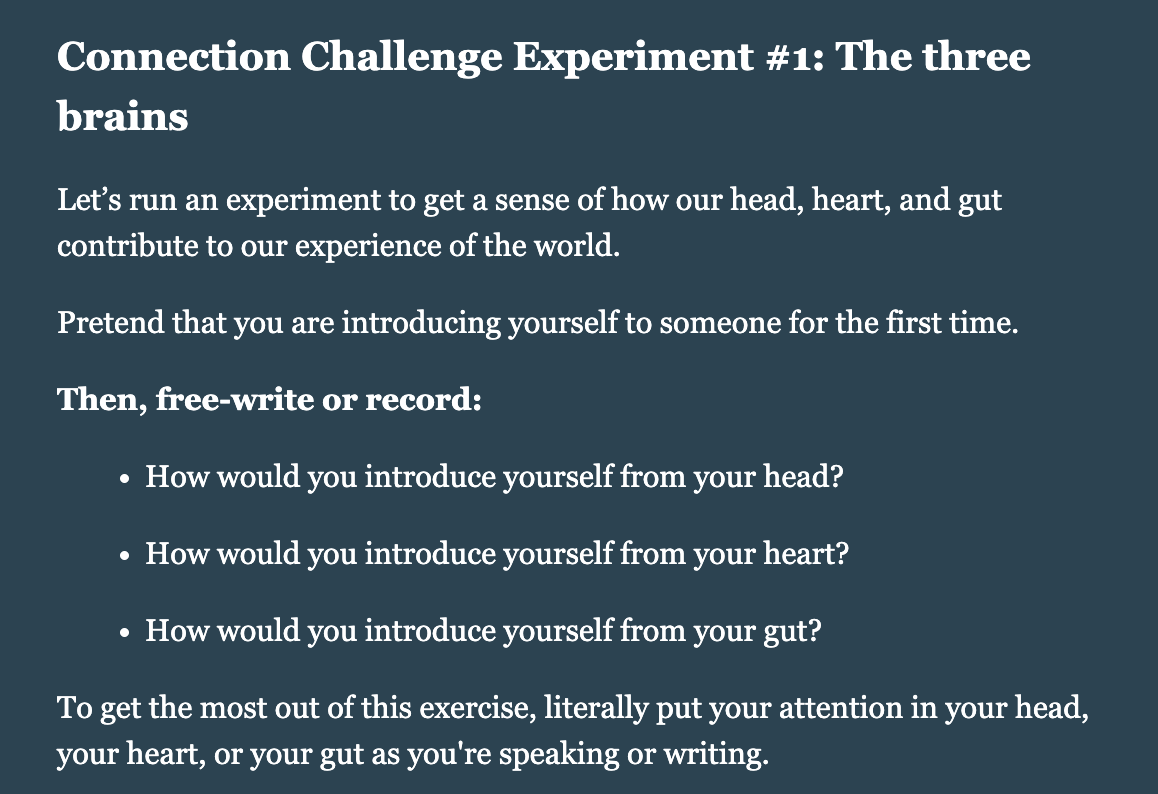 Connection Challenge Experiment #1: The three
brains
Let’s run an experiment to get a sense of how our head, heart, and gut
contribute to our experience of the world.
Pretend that you are introducing yourself to someone for the first time.
Then, free-write or record:
• How would you introduce yourself from your head?
• How would you introduce yourself from your heart?
• How would you introduce yourself from your gut?
To get the most out of this exercise, literally put your attention in your head,
your heart, or your gut as you're speaking or writing.